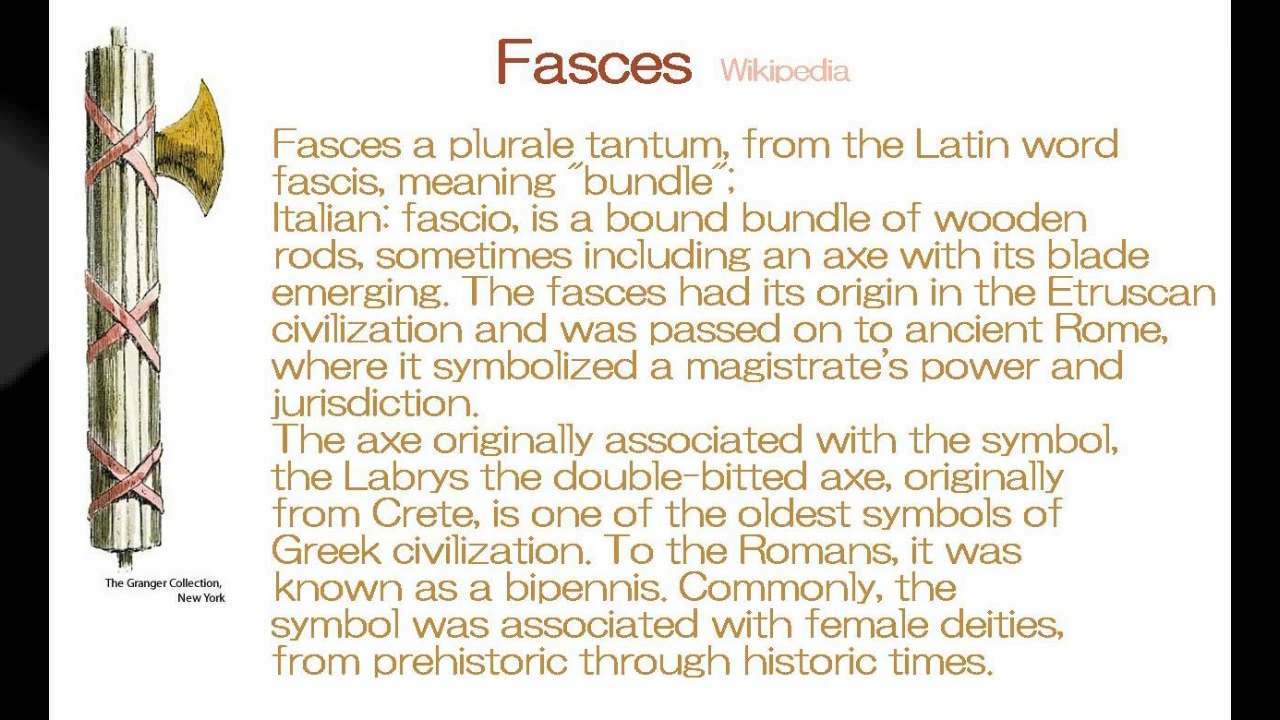 Fasces Wikipedia
Fasces a plurale tantum, from the Latin word
fascis, meaning "bundle";
Italian: fascio, is a bound bundle of wooden
rods, sometimes including an axe with its blade
emerging. The fasces had its origin in the Etruscan
civilization and was passed on to ancient Rome,
where it symbolized a magistrate's power and
jurisdiction.
The axe originally associated with the symbol,
the Labrys the double-bitted axe, originally
from Crete, is one of the oldest symbols of
Greek civilization. To the Romans, it was
known as a bipennis. Commonly, the
symbol was associated with female deities,
from prehistoric through historic times.
The Granger Collection,
New York